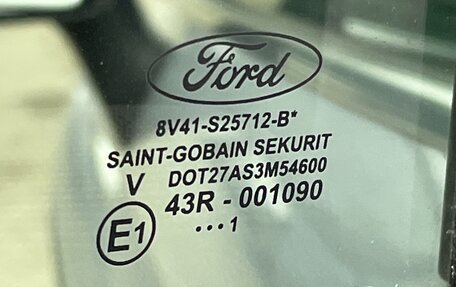 Ford
8V41-S25712-B*
SAINT-GOBAIN SEKURIT
V DOT27AS3M54600
43R - 001090
E1
•••1